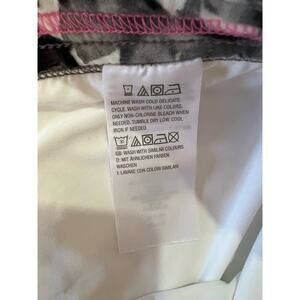 MACHINE WASH COLD DELICATE
CYCLE. WASH WITH LIKE COLORS.
ONLY NON-CHLORINE BLEACH WHEN
NEEDED. TUMBLE DRY LOW. COOL
IRON IF NEEDED
30
GB: WASH WITH SIMILAR COLOURS
D: MIT ÄHNLICHEN FARBEN
WASCHEN
I: LAVARE CON COLORI SIMILARI